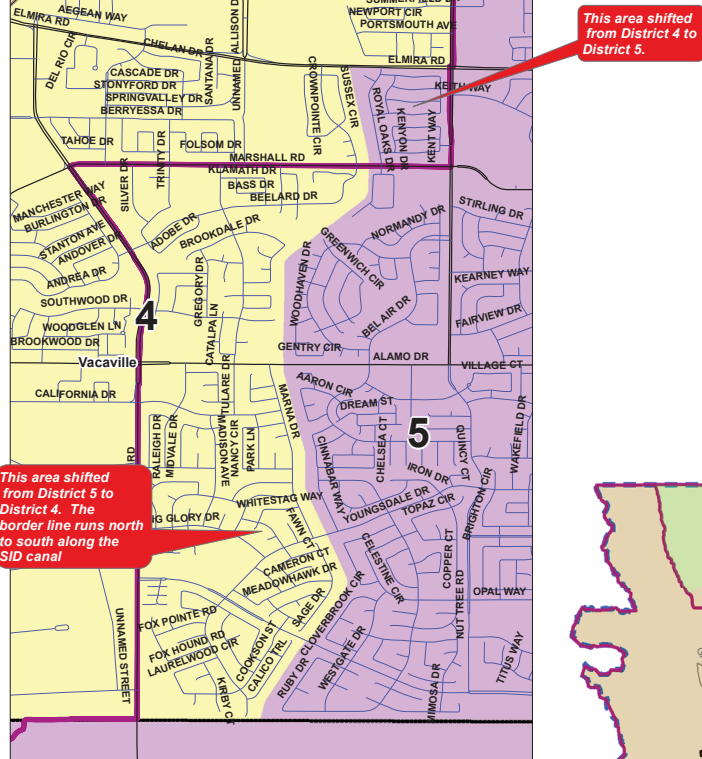 SUMMERFIELD DR
AEGEAN WAY
ELMIRA RD
NEWPORT CIR
PORTSMOUTH AVE
This area shifted
from District 4 to
District 5.
CHELAN DR
DEL RIO CIR
SANTANA DR
UNNAMED ALLISON D
ELMIRA RD
CASCADE DR
STONYFORD DR
SPRINGVALLEY DR
BERRYESSA DR
CROWNPOINTE CIR
SUSSEX CIR
ROYAL OAKS DR
KENYON DR
KENT WAY
KEITH WAY
TAHOE DR
TRINITY DR
FOLSOM DR
MARSHALL RD
KLAMATH DR
BASS DR
BEELARD DR
SILVER DR
MANCHESTER WAY
BURLINGTON DR
STANTON AVE
ANDOVER DR
ANDREA DR
ADOBE DR
BROOKDALE DR
STIRLING DR
NORMANDY DR
GREENWICH CIR
WOODHAVEN DR
KEARNEY WAY
SOUTHWOOD DR
4
GREGORY DR
CATALPA LN
BEL AIR DR
FAIRVIEW DR
WOODGLEN LN
BROOKWOOD DR
GENTRY CIR
ALAMO DR
Vacaville
VILLAGE CT
CALIFORNIA DR
TULARE DR
MARNA DR
AARON CIR
DREAM ST
RALEIGH DR
MIDVALE DR
MADISON AVE
NANCY CIR
PARK LN
CHELSEA CT
5
QUINCY CT
WAKEFIELD DR
RD
CINNABAR WAY
IRON DR
BRIGHTON CIR
This area shifted
from District 5 to
District 4. The
border line runs north
to south along the
SID canal
WHITESTAG WAY
YOUNGSDALE DR
TOPAZ CIR
NG GLORY DR
FAWN CT
CAMERON CT
MEADOWHAWK DR
CELESTINE CIR
COPPER CT
NUT TREE RD
OPAL WAY
SAGE DR
UNNAMED STREET
FOX POINTE RD
FOX HOUND RD
LAURELWOOD CIR
COOKSON ST
CALICO TRL
CLOVERBROOK CIR
RUBY DR
WESTGATE DR
TITUS WAY
KIRBY CT
MIMOSA DR